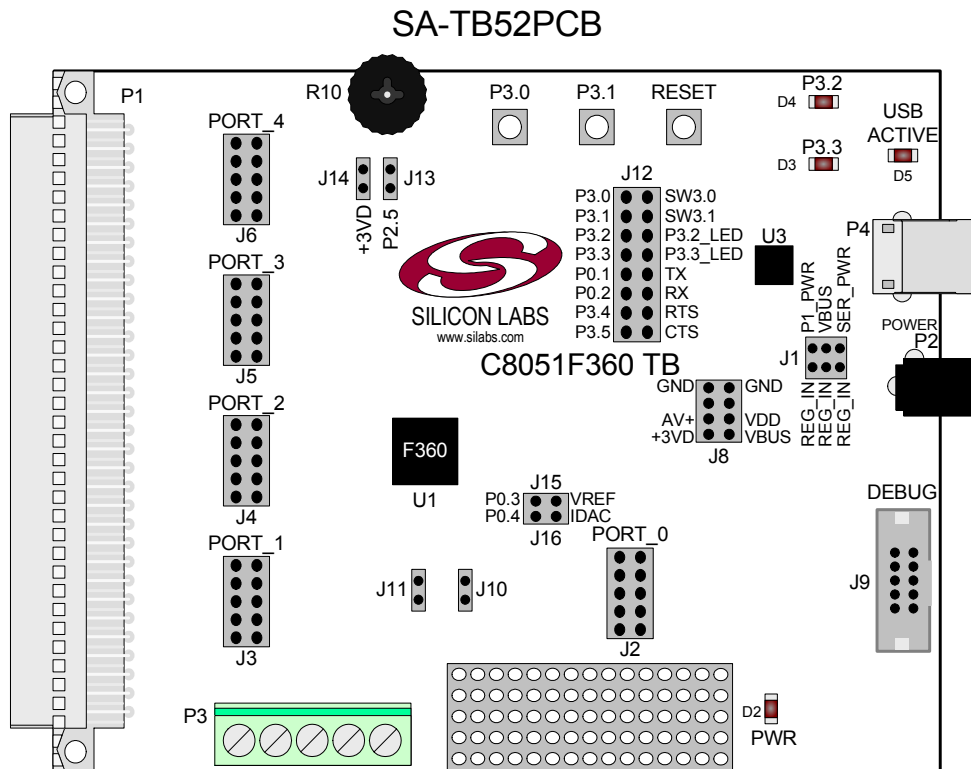 SA-TB52PCB
P1
R10
P3.0
P3.1
RESET
P3.2
D4
P3.3
D3
USB
ACTIVE
D5
PORT_4
J6
J14
J13
+3VD
P2.5
J12
P3.0 SW3.0
P3.1 SW3.1
P3.2 P3.2_LED
P3.3 P3.3_LED
P0.1 TX
P0.2 RX
P3.4 RTS
P3.5 CTS
U3
P4
SILICON LABS
www.silabs.com
C8051F360 TB
PORT_3
J5
P1_PWR
VBUS
SER_PWR
J1
REG_IN
REG_IN
REG_IN
POWER
P2
GND GND
AV+ VDD
+3VD VBUS
J8
PORT_2
J4
F360
U1
J15
P0.3 VREF
P0.4 IDAC
J16
DEBUG
J9
PORT_1
J3
J11
J10
PORT_0
J2
P3
D2
PWR